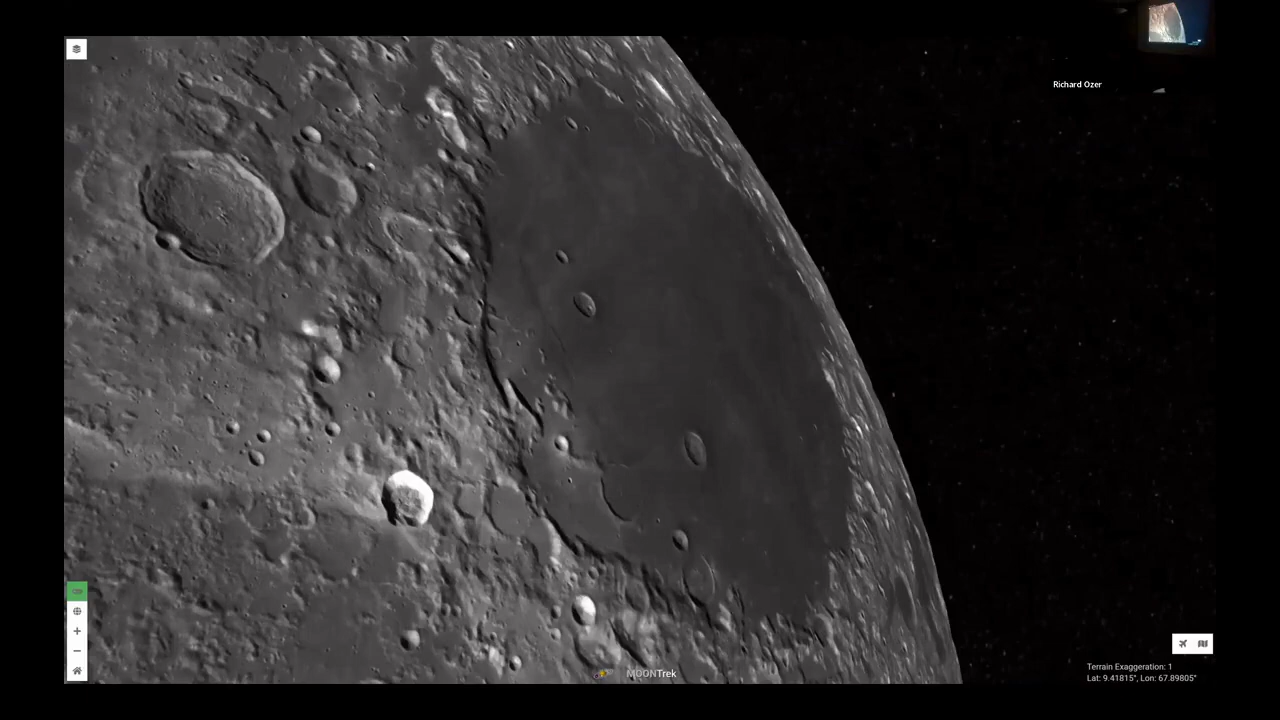 Richard Ozer
MOONTrek
Terrain Exaggeration: 1
Lat: 9.41815°, Lon: 67.89805°